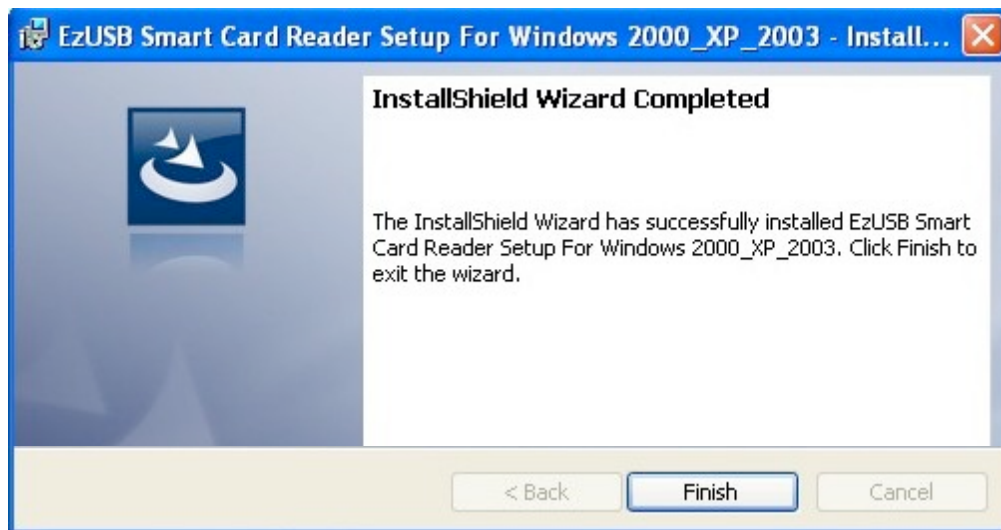 EzUSB Smart Card Reader Setup For Windows 2000_XP_2003 - Install...
InstallShield Wizard Completed
The InstallShield Wizard has successfully installed EzUSB Smart
Card Reader Setup For Windows 2000_XP_2003. Click Finish to
exit the wizard.
< Back
Finish
Cancel